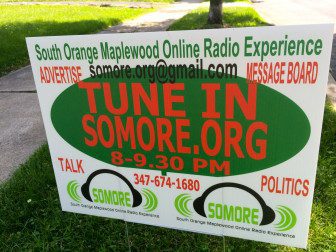 South Orange Maplewood Online Radio Experience
ADVERTISE somore.org@gmail.com MESSAGE BOARD
TUNE IN
SOMORE.ORG
8-9.30 PM
TALK 347-674-1680 POLITICS
SOMORE
South Orange Maplewood Online Radio Experience
SOMORE
South Orange Maplewood Online Radio Experience